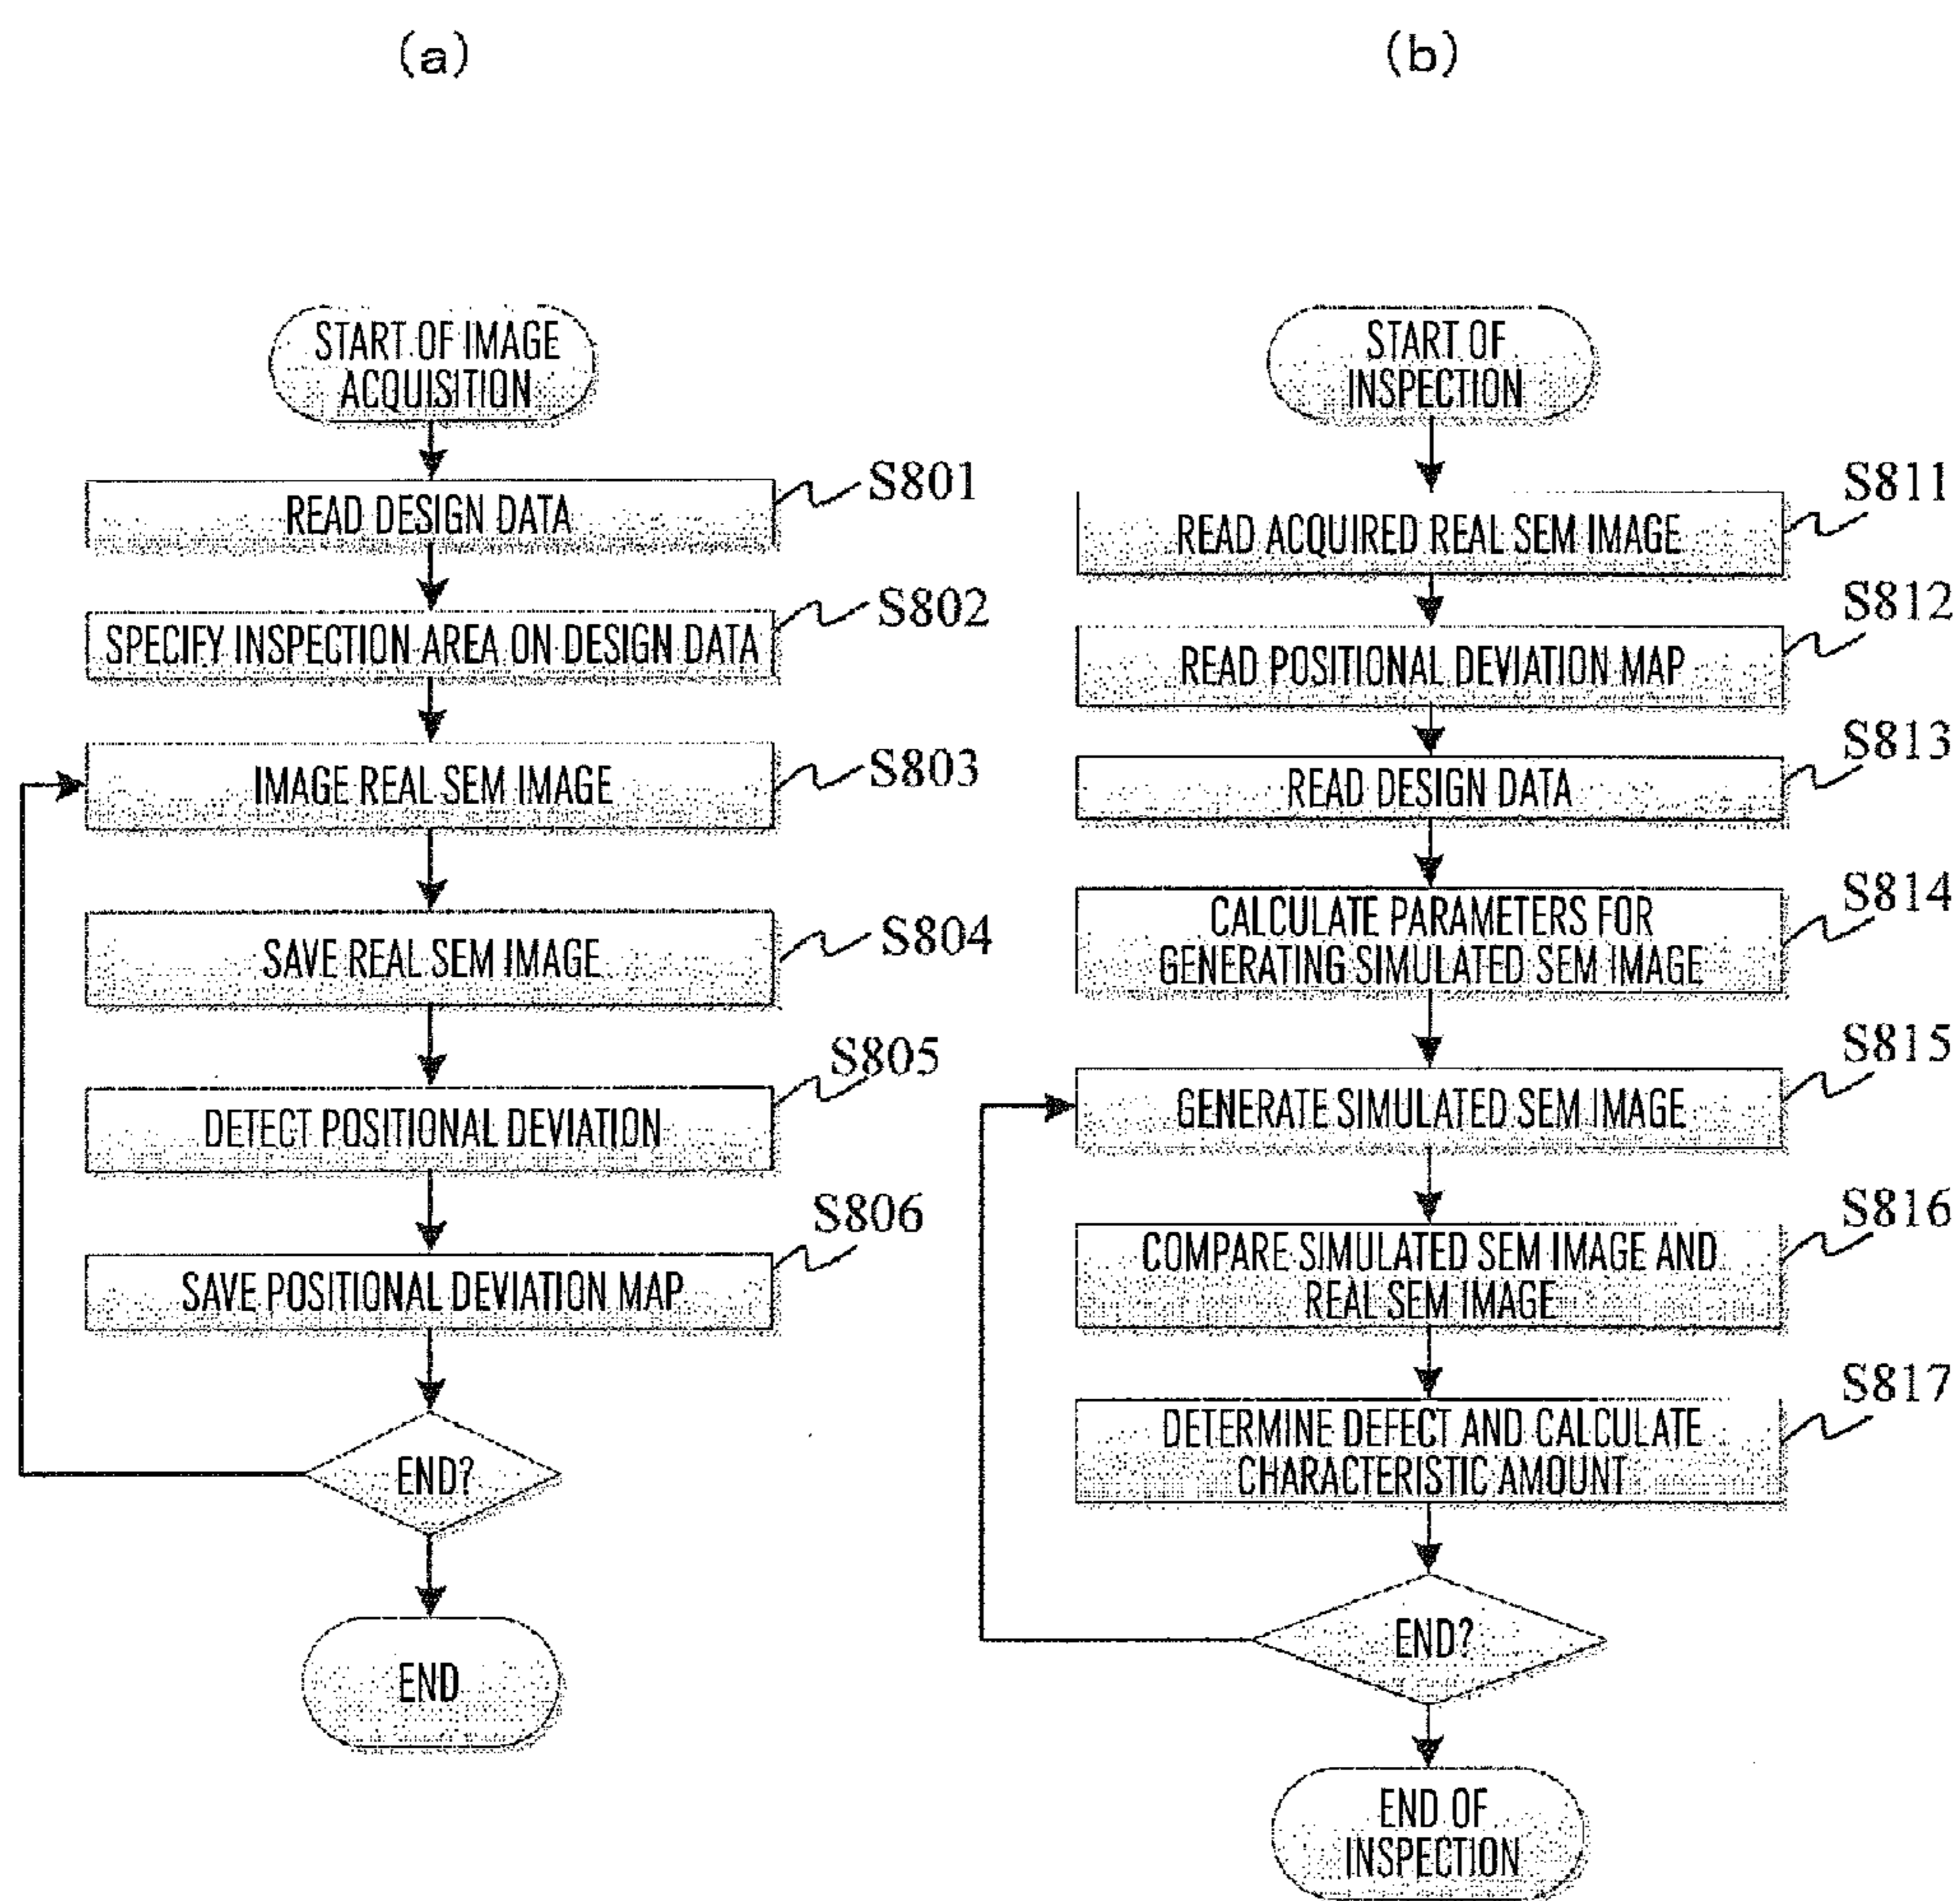 (a)
START OF IMAGE
ACQUISITION
READ DESIGN DATA
S801
SPECIFY INSPECTION AREA ON DESIGN DATA
S802
IMAGE REAL SEM IMAGE
S803
SAVE REAL SEM IMAGE
S804
DETECT POSITIONAL DEVIATION
S805
SAVE POSITIONAL DEVIATION MAP
S806
END?
END
(b)
START OF
INSPECTION
READ ACQUIRED REAL SEM IMAGE
S811
READ POSITIONAL DEVIATION MAP
S812
READ DESIGN DATA
S813
CALCULATE PARAMETERS FOR
GENERATING SIMULATED SEM IMAGE
S814
GENERATE SIMULATED SEM IMAGE
S815
COMPARE SIMULATED SEM IMAGE AND
REAL SEM IMAGE
S816
DETERMINE DEFECT AND CALCULATE
CHARACTERISTIC AMOUNT
S817
END?
END OF
INSPECTION